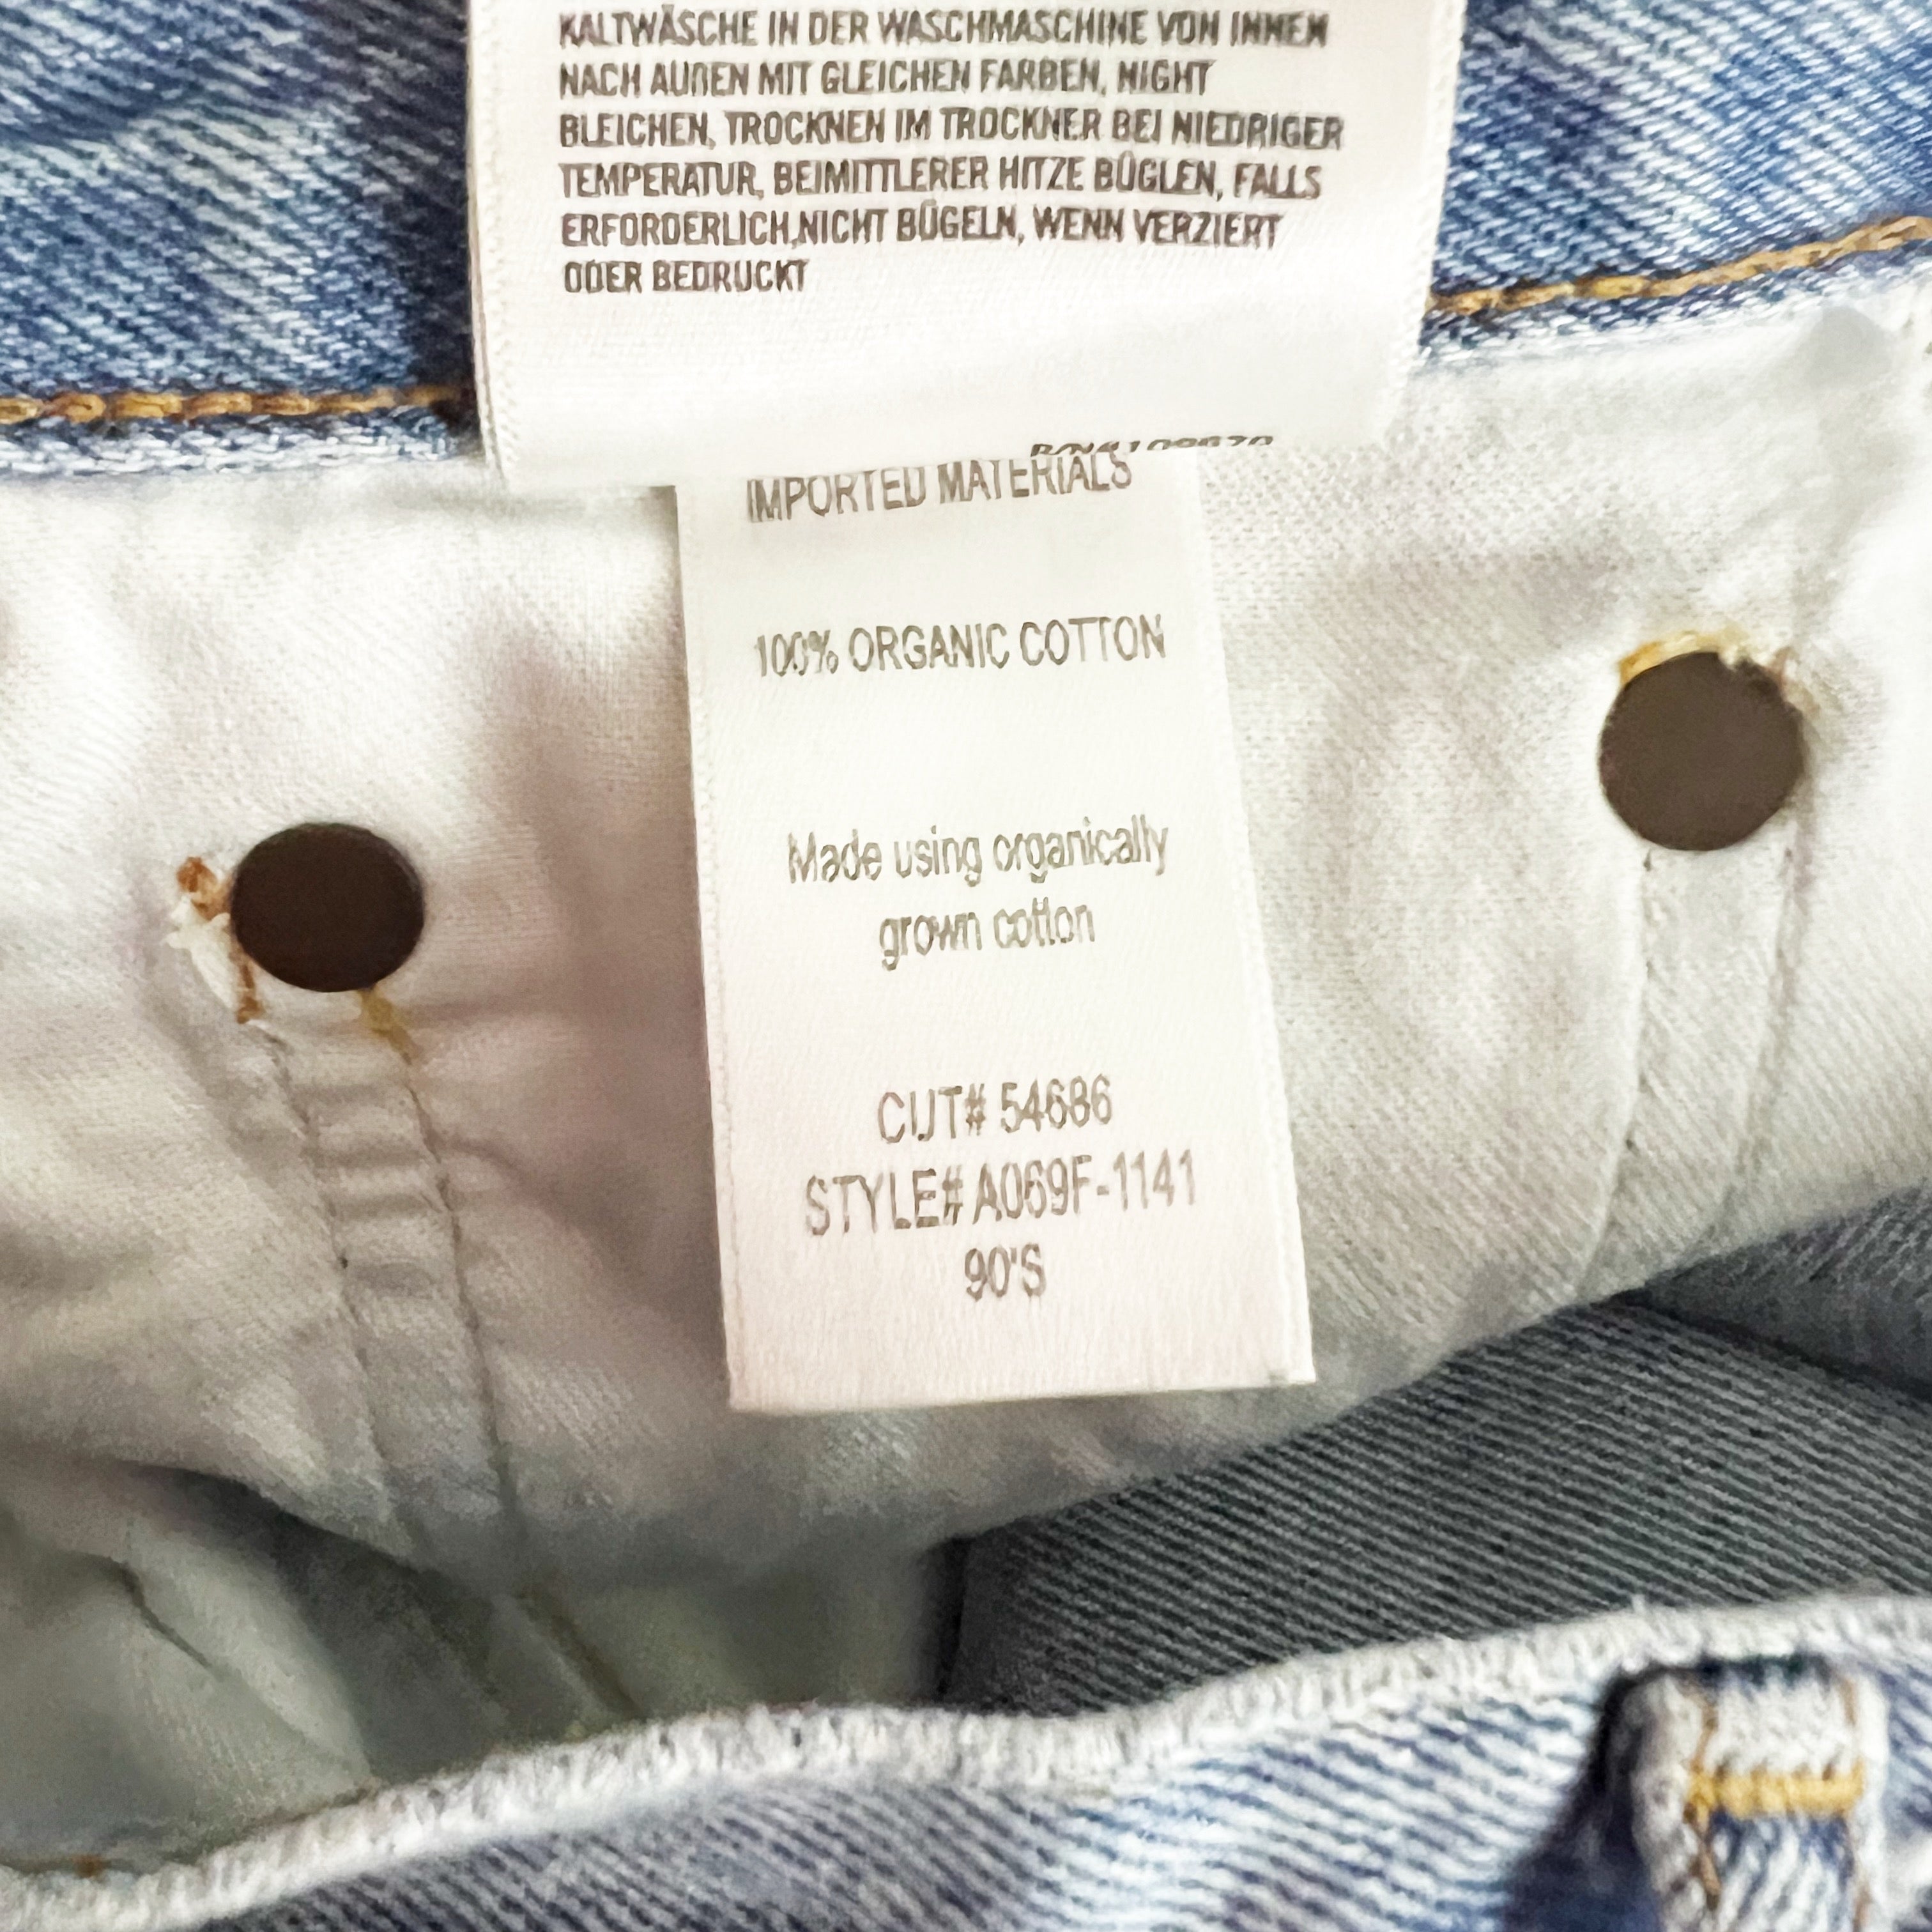 KALTWÄSCHE IN DER WASCHMASCHINE VON INNEN
NACH AUßEN MIT GLEICHEN FARBEN, NIGHT
BLEICHEN, TROCKNEN IM TROCKNER BEI NIEDRIGER
TEMPERATUR, BEIMITTLERER HITZE BÜGLEN, FALLS
ERFORDERLICH,NICHT BÜGELN, WENN VERZIERT
ODER BEDRUCKT
IMPORTED MATERIALS
100% ORGANIC COTTON
Made using organically
grown cotton
CUT# 54686
STYLE# A069F-1141
90'S